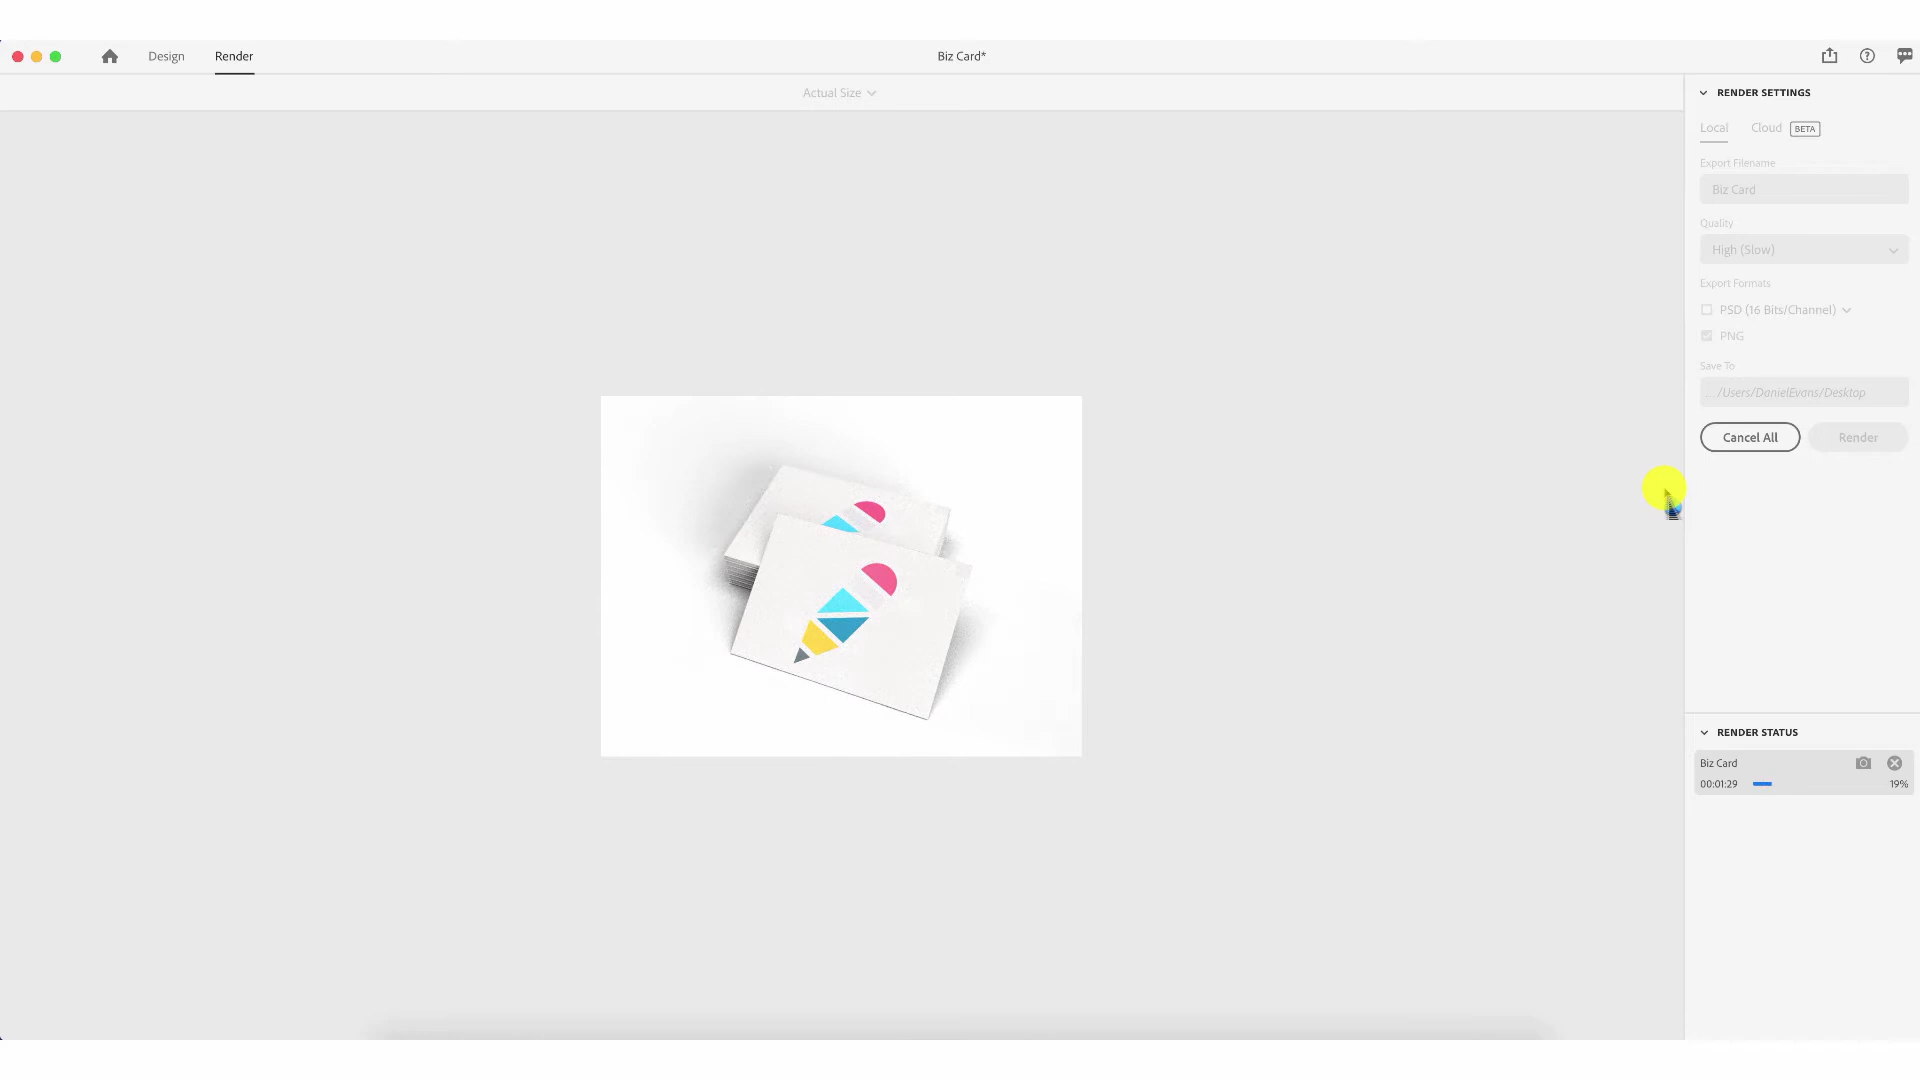 Design
Render
Biz Card*
Actual Size
RENDER SETTINGS
Local
Cloud
BETA
Export Filename
Biz Card
Quality
High (Slow)
Export Formats
PSD (16 Bits/Channel)
PNG
Save To
.../Users/DanielEvans/Desktop
Cancel All
Render
RENDER STATUS
Biz Card
00:01:29
19%